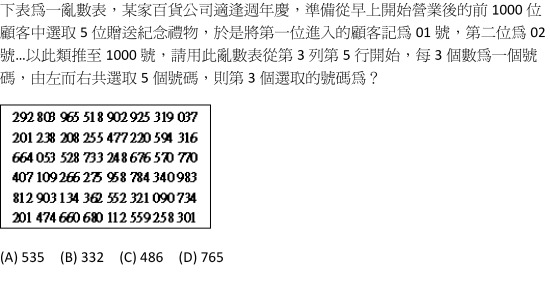 下表為一亂數表，某家百貨公司適逢週年慶，準備從早上開始營業後的前 1000 位
顧客中選取 5 位贈送紀念禮物，於是將第一位進入的顧客記為 01 號，第二位為 02
號…以此類推至 1000 號，請用此亂數表從第 3 列第 5 行開始，每 3 個數為一個號
碼，由左而右共選取 5 個號碼，則第 3 個選取的號碼為？
292 803 965 518 902 925 319 037
201 238 208 255 477 220 594 316
664 053 528 733 248 676 570 770
407 109 266 275 958 784 340 983
812 903 134 362 552 321 090 734
201 474 660 680 112 559 258 301
(A) 535 (B) 332 (C) 486 (D) 765